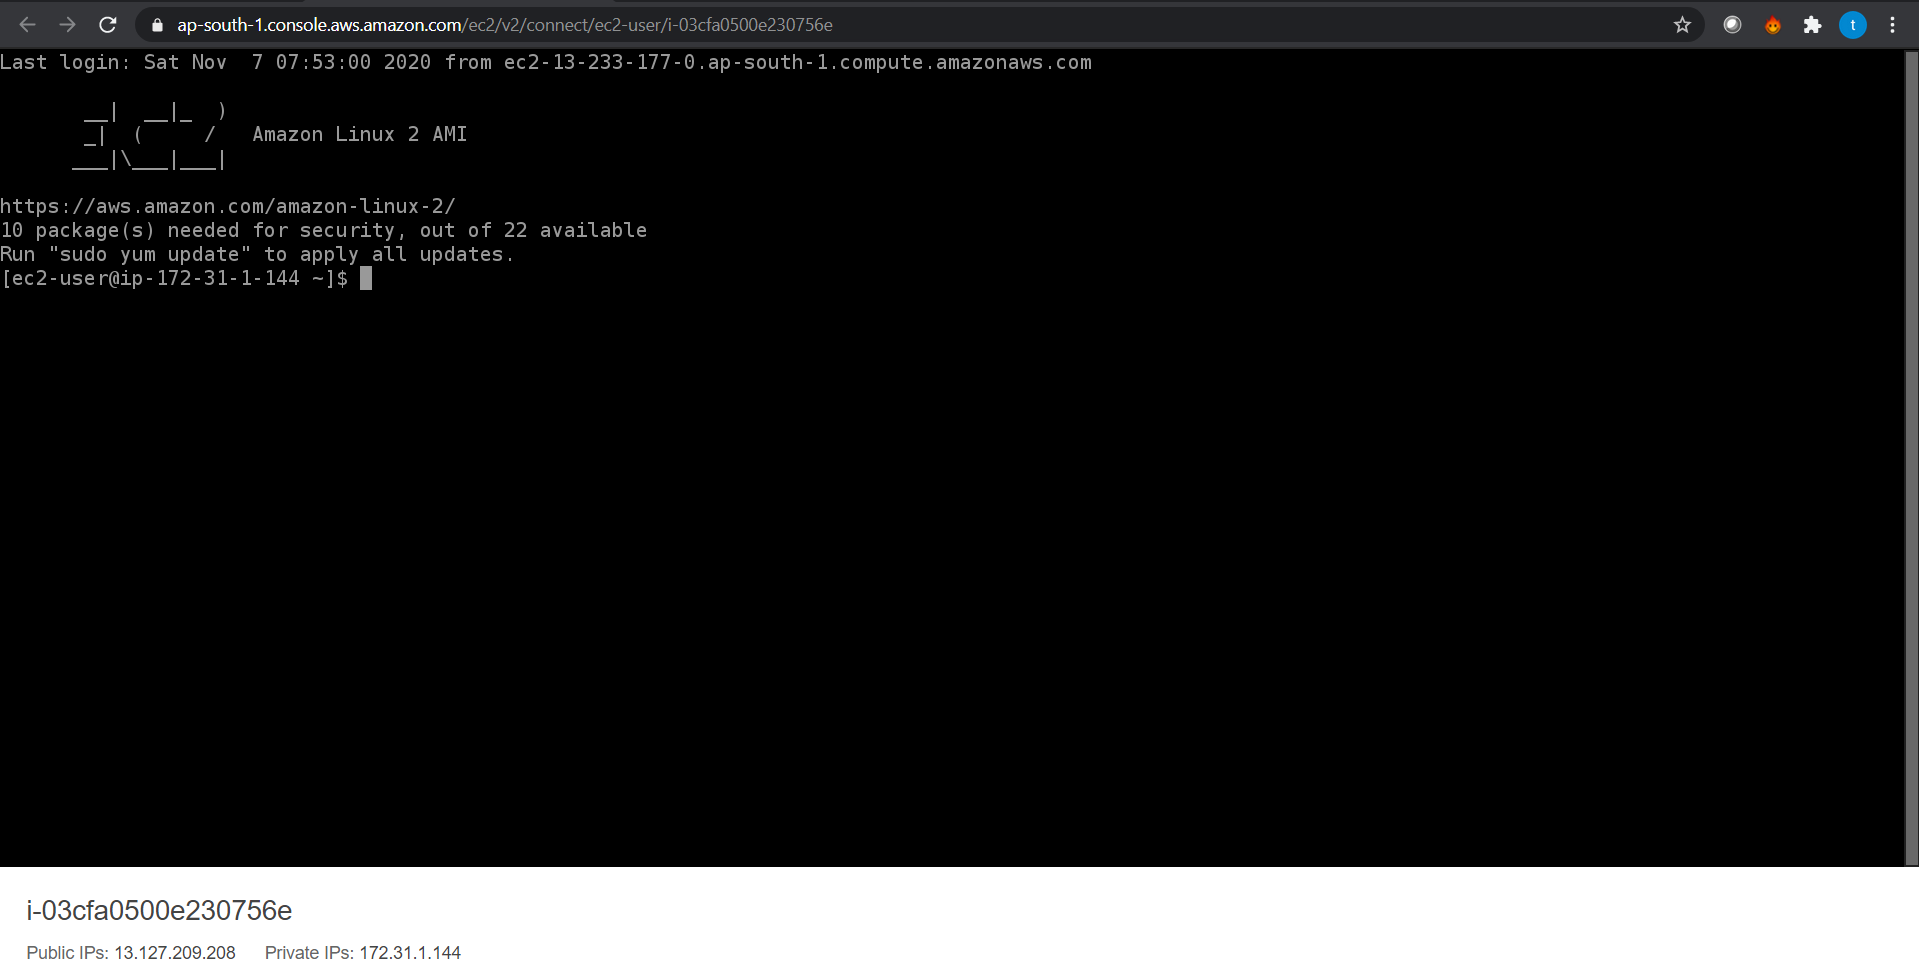 ap-south-1.console.aws.amazon.com/ec2/v2/connect/ec2-user/i-03cfa0500e230756e
t
Last login: Sat Nov  7 07:53:00 2020 from ec2-13-233-177-0.ap-south-1.compute.amazonaws.com
       __|  __|_  )
       _|  (     /   Amazon Linux 2 AMI
      ___|\___|___|
https://aws.amazon.com/amazon-linux-2/
10 package(s) needed for security, out of 22 available
Run "sudo yum update" to apply all updates.
[ec2-user@ip-172-31-1-144 ~]$
i-03cfa0500e230756e
Public IPs: 13.127.209.208 Private IPs: 172.31.1.144